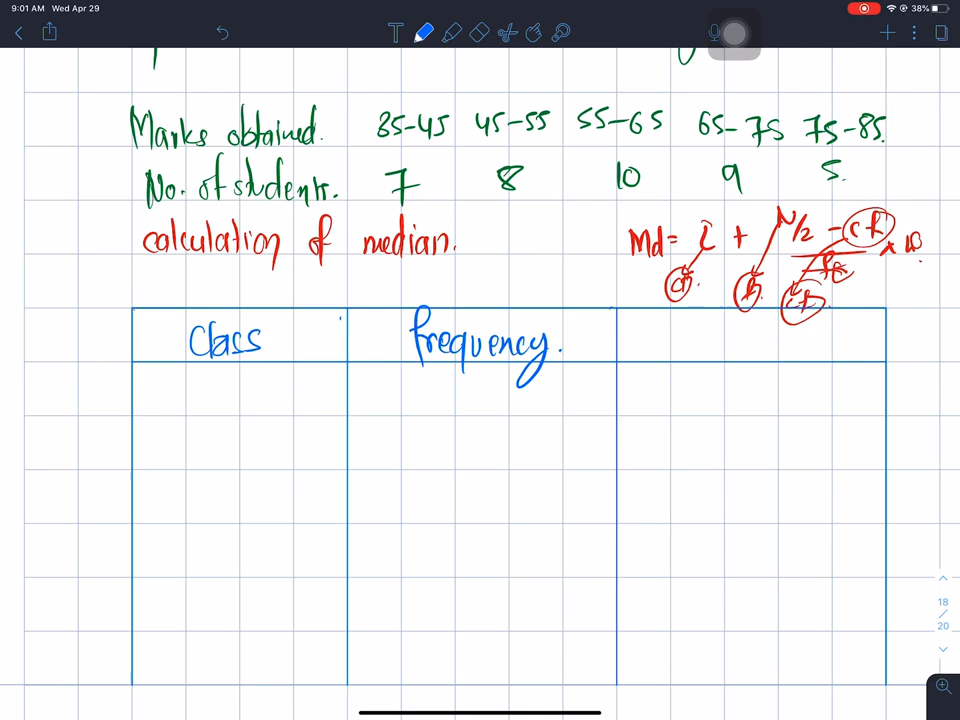 9:01 AM Wed Apr 29
38%
Marks obtained. 35-45 45-55 55-65 65-75 75-85.
No. of students. 7 8 10 9 5.
calculation of median. Md = l + N/2 - cf
Class frequency.
18
/
20